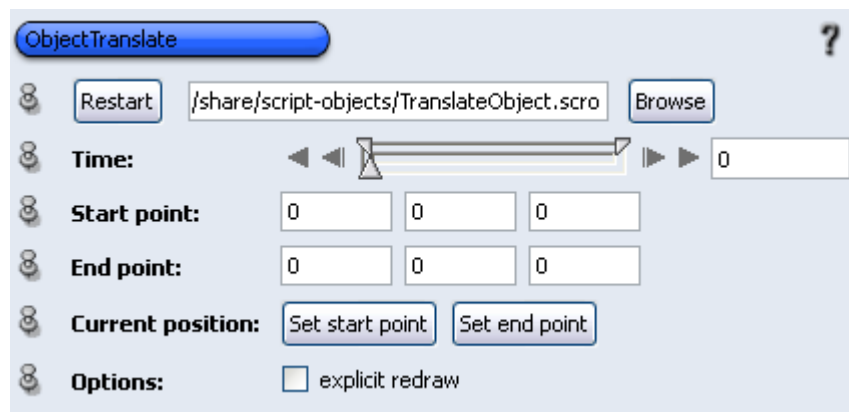 ObjectTranslate ?
Restart /share/script-objects/TranslateObject.scro Browse
Time: 0
Start point: 0 0 0
End point: 0 0 0
Current position: Set start point Set end point
Options: explicit redraw